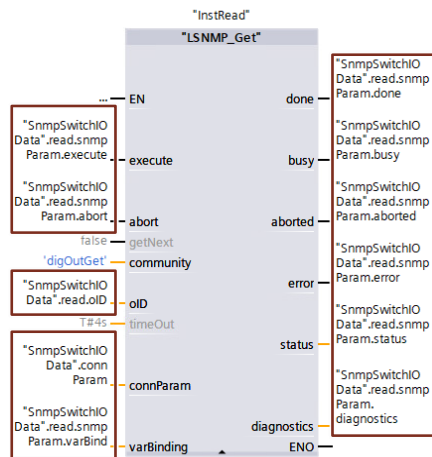 "InstRead"
"LSNMP_Get"
... EN
"SnmpSwitchIO
Data".read.snmp
Param.execute
execute
"SnmpSwitchIO
Data".read.snmp
Param.abort
abort
false
getNext
'digOutGet'
community
"SnmpSwitchIO
Data".read.oID
oID
T#4s
timeOut
"SnmpSwitchIO
Data".conn
Param
connParam
"SnmpSwitchIO
Data".read.snmp
Param.varBind
varBinding
done
"SnmpSwitchIO
Data".read.snmp
Param.done
busy
"SnmpSwitchIO
Data".read.snmp
Param.busy
aborted
"SnmpSwitchIO
Data".read.snmp
Param.aborted
error
"SnmpSwitchIO
Data".read.snmp
Param.error
status
"SnmpSwitchIO
Data".read.snmp
Param.status
diagnostics
"SnmpSwitchIO
Data".read.snmp
Param.
diagnostics
ENO